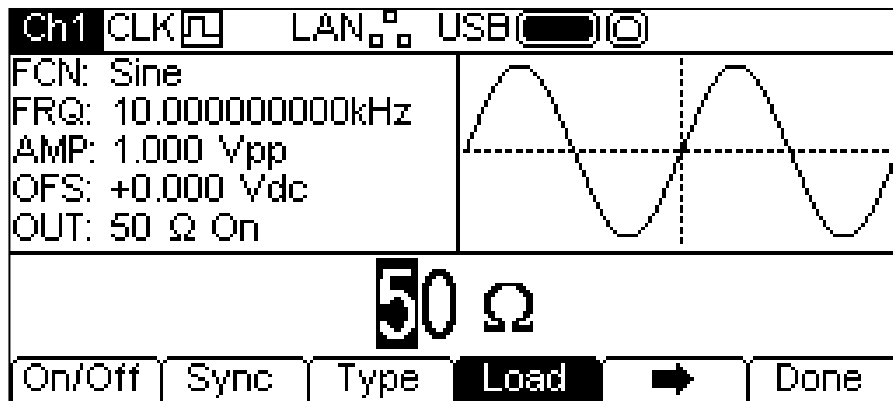 Ch1 CLK LAN USB
FCN: Sine
FRQ: 10.000000000kHz
AMP: 1.000 Vpp
OFS: +0.000 Vdc
OUT: 50 Ω On
50 Ω
On/Off Sync Type Load ➡ Done